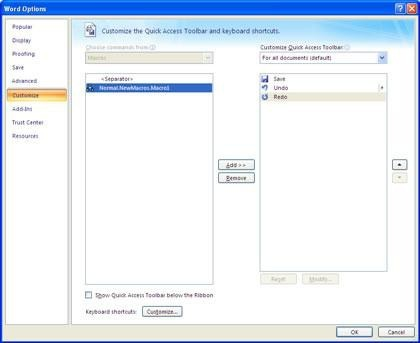 Word Options
Popular
Display
Proofing
Save
Advanced
Customize
Add-Ins
Trust Center
Resources
Customize the Quick Access Toolbar and keyboard shortcuts.
Choose commands from:
Macros
<Separator>
Normal.NewMacros.Macro1
Add >>
Remove
Customize Quick Access Toolbar:
For all documents (default)
Save
Undo
Redo
Reset
Modify...
Show Quick Access Toolbar below the Ribbon
Keyboard shortcuts:
Customize...
OK
Cancel